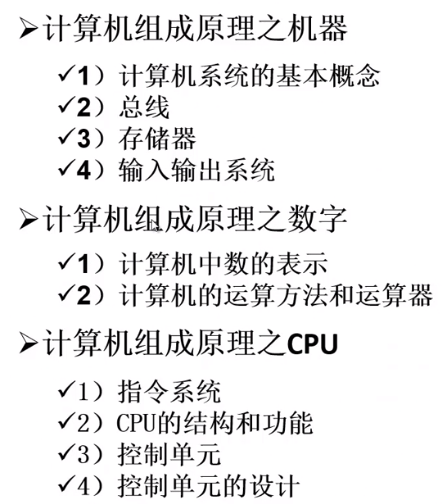 ➢计算机组成原理之机器
✓1）计算机系统的基本概念
✓2）总线
✓3）存储器
✓4）输入输出系统
➢计算机组成原理之数字
✓1）计算机中数的表示
✓2）计算机的运算方法和运算器
➢计算机组成原理之CPU
✓1）指令系统
✓2）CPU的结构和功能
✓3）控制单元
✓4）控制单元的设计